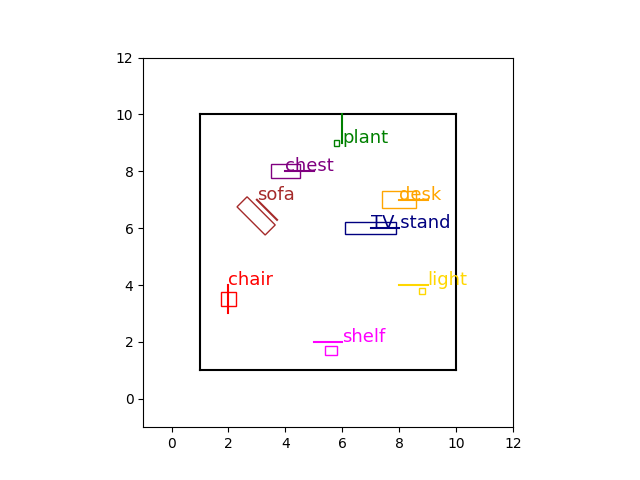 12
10
plant
chest
8
sofa
desk
TV stand
6
chair
light
4
shelf
2
0
0 2 4 6 8 10 12